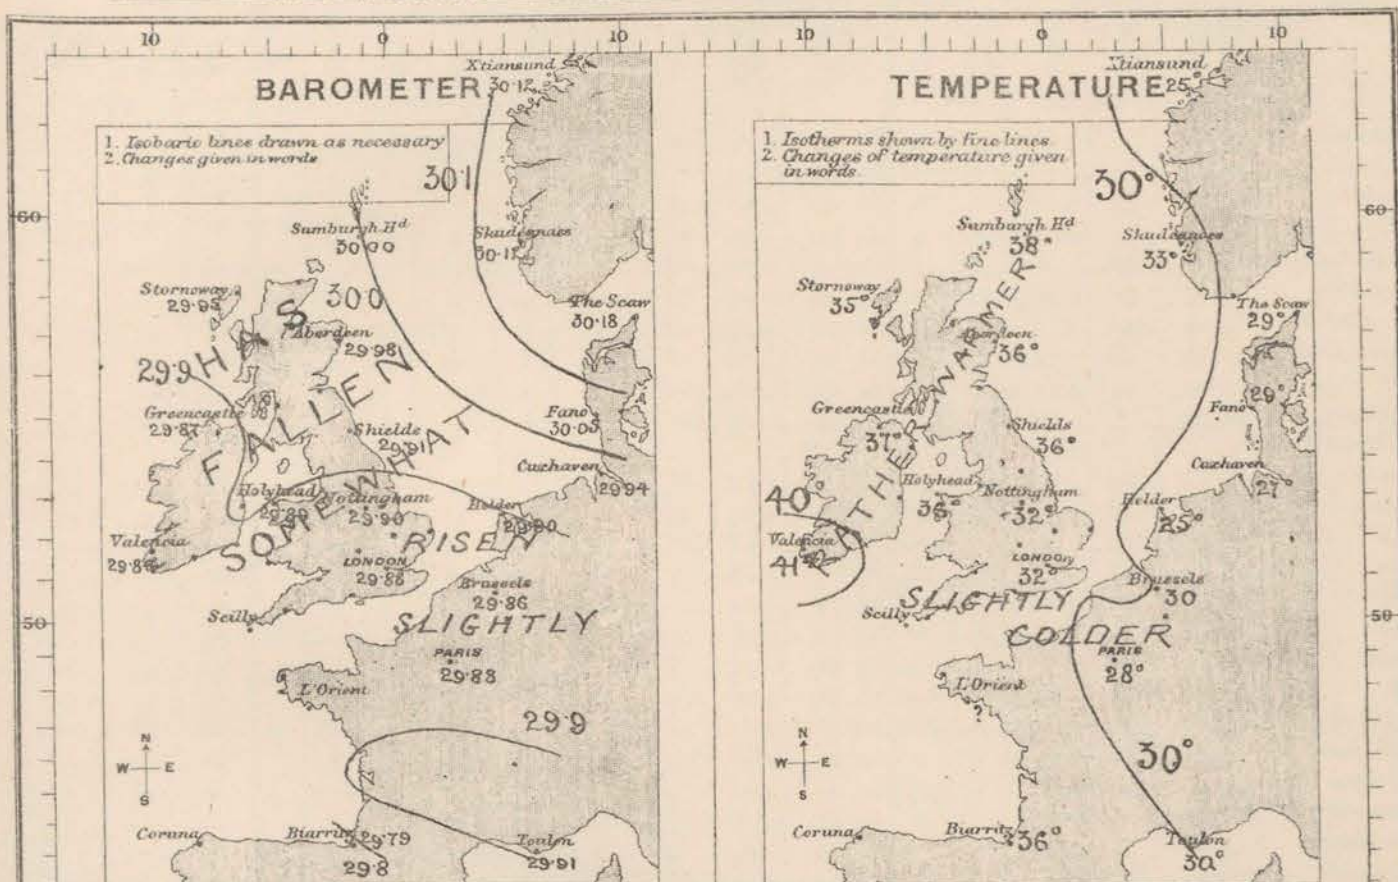 10 0 10
BAROMETER
Xtiansund
30·12
1. Isobaric lines drawn as necessary
2. Changes given in words
30·1
60
Sumburgh Hd
30·00
Skudesnaes
30·11
Stornoway
29·95
30·0
The Scaw
30·18
Aberdeen
29·98
29·9
HAS
FALLEN
SOMEWHAT
Greencastle
29·87
Shields
29·91
Fano
30·05
Cuxhaven
29·94
Holyhead
29·89
Nottingham
29·90
Helder
29·90
Valencia
RISEN
LONDON
29·88
Brussels
29·86
Scilly
50
SLIGHTLY
PARIS
29·88
L'Orient
29·9
N
W E
S
Coruna
Biarritz
29·79
29·8
Toulon
29·91
10 0 10
TEMPERATURE
Xtiansund
25°
1. Isotherms shown by fine lines
2. Changes of temperature given
in words
30°
60
Sumburgh Hd
38°
Skudesnaes
33°
Stornoway
35°
The Scaw
29°
Aberdeen
36°
RATHER WARMER
29°
Greencastle
37°
Shields
36°
Fano
Cuxhaven
27°
Holyhead
Nottingham
32°
Helder
25°
40°
Valencia
41°
LONDON
32°
Brussels
30
SLIGHTLY
Scilly
50
COLDER
PARIS
28°
L'Orient
?
30°
N
W E
S
Coruna
Biarritz
36°
Toulon
30°